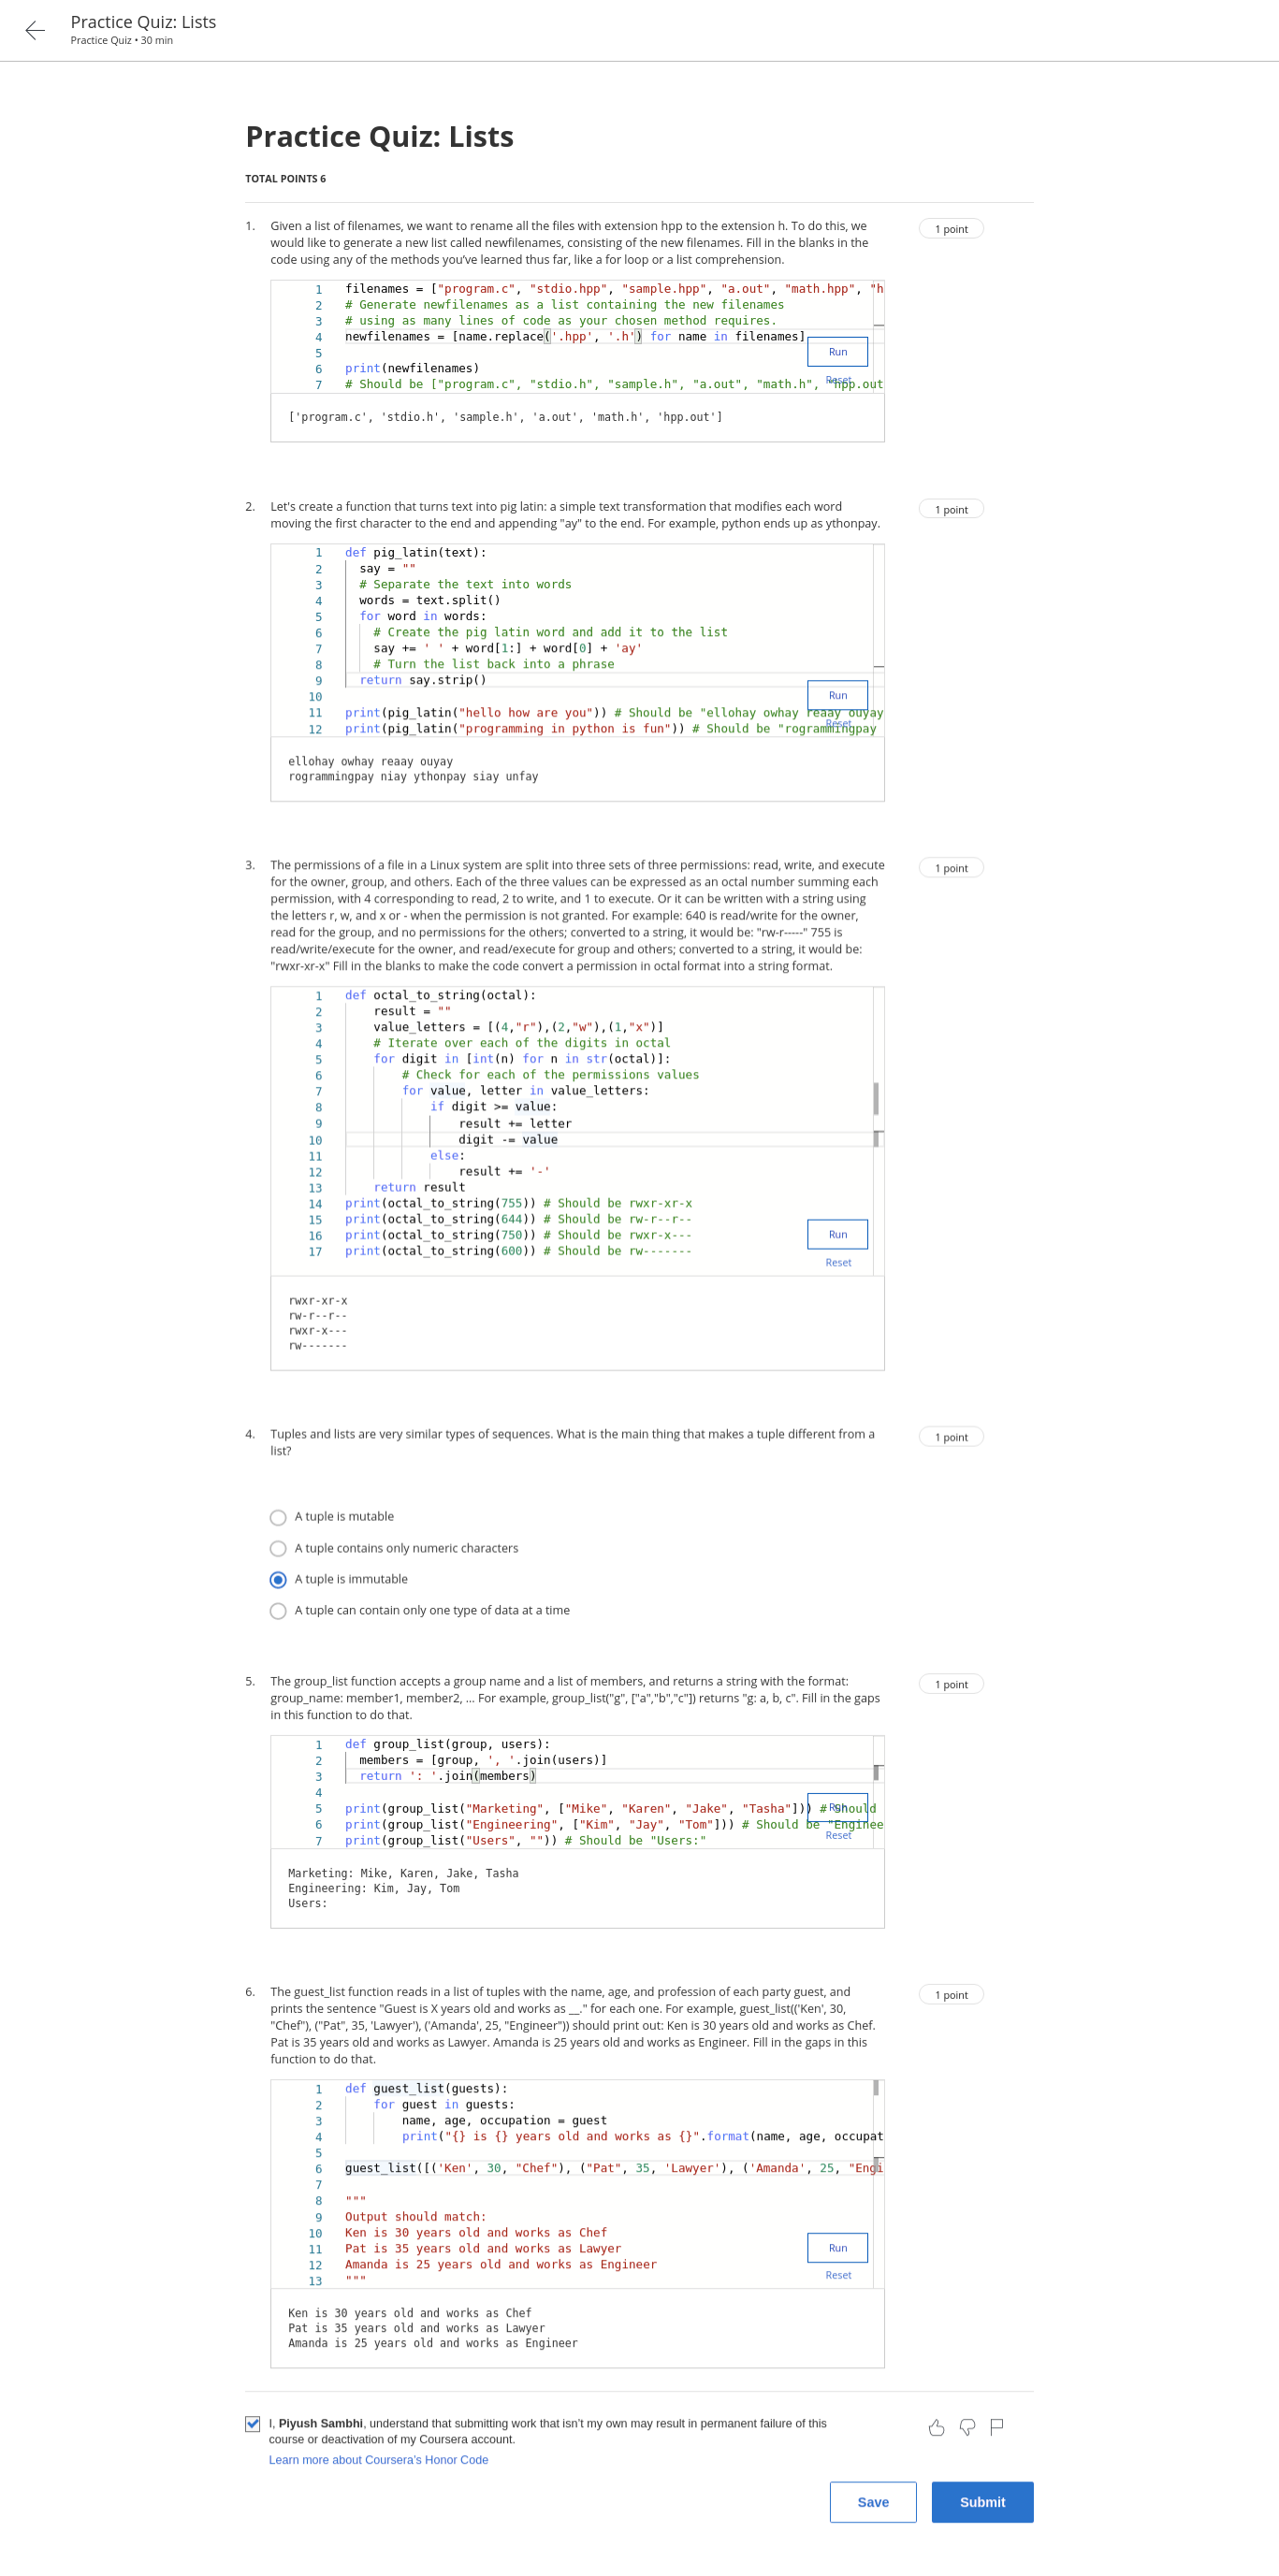 Practice Quiz: Lists
Practice Quiz • 30 min
Practice Quiz: Lists
TOTAL POINTS 6
1. Given a list of filenames, we want to rename all the files with extension hpp to the extension h. To do this, we
would like to generate a new list called newfilenames, consisting of the new filenames. Fill in the blanks in the
code using any of the methods you've learned thus far, like a for loop or a list comprehension.
1 point
1 filenames = ["program.c", "stdio.hpp", "sample.hpp", "a.out", "math.hpp", "h
2 # Generate newfilenames as a list containing the new filenames
3 # using as many lines of code as your chosen method requires.
4 newfilenames = [name.replace('.hpp', '.h') for name in filenames]
5
6 print(newfilenames)
7 # Should be ["program.c", "stdio.h", "sample.h", "a.out", "math.h", "hpp.out
Run
Reset
['program.c', 'stdio.h', 'sample.h', 'a.out', 'math.h', 'hpp.out']
2. Let's create a function that turns text into pig latin: a simple text transformation that modifies each word
moving the first character to the end and appending "ay" to the end. For example, python ends up as ythonpay.
1 point
1 def pig_latin(text):
2   say = ""
3   # Separate the text into words
4   words = text.split()
5   for word in words:
6     # Create the pig latin word and add it to the list
7     say += ' ' + word[1:] + word[0] + 'ay'
8     # Turn the list back into a phrase
9   return say.strip()
10
11 print(pig_latin("hello how are you")) # Should be "ellohay owhay reaay ouyay
12 print(pig_latin("programming in python is fun")) # Should be "rogrammingpay
Run
Reset
ellohay owhay reaay ouyay
rogrammingpay niay ythonpay siay unfay
3. The permissions of a file in a Linux system are split into three sets of three permissions: read, write, and execute
for the owner, group, and others. Each of the three values can be expressed as an octal number summing each
permission, with 4 corresponding to read, 2 to write, and 1 to execute. Or it can be written with a string using
the letters r, w, and x or - when the permission is not granted. For example: 640 is read/write for the owner,
read for the group, and no permissions for the others; converted to a string, it would be: "rw-r-----" 755 is
read/write/execute for the owner, and read/execute for group and others; converted to a string, it would be:
"rwxr-xr-x" Fill in the blanks to make the code convert a permission in octal format into a string format.
1 point
1 def octal_to_string(octal):
2     result = ""
3     value_letters = [(4,"r"),(2,"w"),(1,"x")]
4     # Iterate over each of the digits in octal
5     for digit in [int(n) for n in str(octal)]:
6         # Check for each of the permissions values
7         for value, letter in value_letters:
8             if digit >= value:
9                 result += letter
10                 digit -= value
11             else:
12                 result += '-'
13     return result
14 print(octal_to_string(755)) # Should be rwxr-xr-x
15 print(octal_to_string(644)) # Should be rw-r--r--
16 print(octal_to_string(750)) # Should be rwxr-x---
17 print(octal_to_string(600)) # Should be rw-------
Run
Reset
rwxr-xr-x
rw-r--r--
rwxr-x---
rw-------
4. Tuples and lists are very similar types of sequences. What is the main thing that makes a tuple different from a
list?
1 point
A tuple is mutable
A tuple contains only numeric characters
A tuple is immutable
A tuple can contain only one type of data at a time
5. The group_list function accepts a group name and a list of members, and returns a string with the format:
group_name: member1, member2, ... For example, group_list("g", ["a","b","c"]) returns "g: a, b, c". Fill in the gaps
in this function to do that.
1 point
1 def group_list(group, users):
2   members = [group, ', '.join(users)]
3   return ': '.join(members)
4
5 print(group_list("Marketing", ["Mike", "Karen", "Jake", "Tasha"])) # Should
6 print(group_list("Engineering", ["Kim", "Jay", "Tom"])) # Should be "Enginee
7 print(group_list("Users", "")) # Should be "Users:"
Run
Reset
Marketing: Mike, Karen, Jake, Tasha
Engineering: Kim, Jay, Tom
Users:
6. The guest_list function reads in a list of tuples with the name, age, and profession of each party guest, and
prints the sentence "Guest is X years old and works as __." for each one. For example, guest_list(('Ken', 30,
"Chef"), ("Pat", 35, 'Lawyer'), ('Amanda', 25, "Engineer")) should print out: Ken is 30 years old and works as Chef.
Pat is 35 years old and works as Lawyer. Amanda is 25 years old and works as Engineer. Fill in the gaps in this
function to do that.
1 point
1 def guest_list(guests):
2     for guest in guests:
3         name, age, occupation = guest
4         print("{} is {} years old and works as {}".format(name, age, occupat
5
6 guest_list([('Ken', 30, "Chef"), ("Pat", 35, 'Lawyer'), ('Amanda', 25, "Engi
7
8 """
9 Output should match:
10 Ken is 30 years old and works as Chef
11 Pat is 35 years old and works as Lawyer
12 Amanda is 25 years old and works as Engineer
13 """
Run
Reset
Ken is 30 years old and works as Chef
Pat is 35 years old and works as Lawyer
Amanda is 25 years old and works as Engineer
I, Piyush Sambhi, understand that submitting work that isn't my own may result in permanent failure of this
course or deactivation of my Coursera account.
Learn more about Coursera's Honor Code
Save
Submit